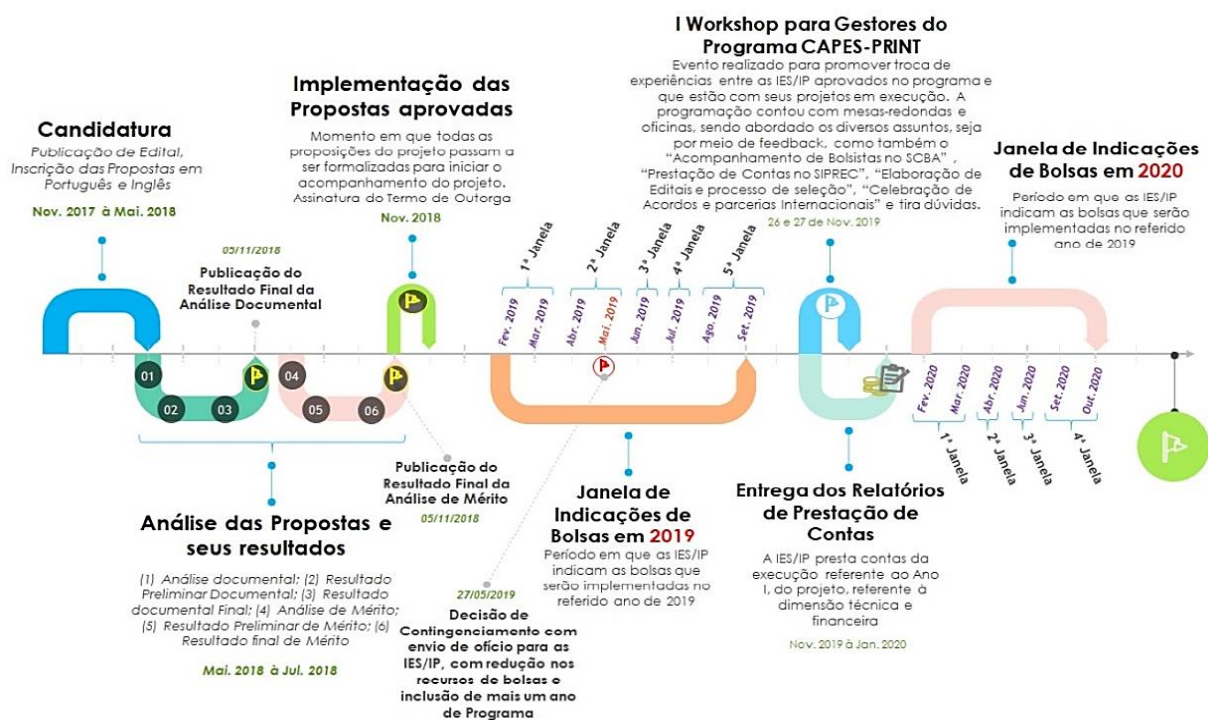 Candidatura
Publicação de Edital,
Inscrição das Propostas em
Português e Inglês
Nov. 2017 à Mai. 2018
05/11/2018
Publicação do
Resultado Final da
Análise Documental
Implementação das
Propostas aprovadas
Momento em que todas as
proposições do projeto passam a
ser formalizadas para iniciar o
acompanhamento do projeto.
Assinatura do Termo de Outorga
Nov. 2018
I Workshop para Gestores do
Programa CAPES-PRINT
Evento realizado para promover troca de
experiências entre as IES/IP aprovados no programa e
que estão com seus projetos em execução. A
programação contou com mesas-redondas e
oficinas, sendo abordado os diversos assuntos, seja
por meio de feedback, como também o
“Acompanhamento de Bolsistas no SCBA” ,
“Prestação de Contas no SIPREC”, “Elaboração de
Editais e processo de seleção”, “Celebração de
Acordos e parcerias Internacionais” e tira dúvidas.
26 e 27 de Nov. 2019
Janela de Indicações
de Bolsas em 2020
Período em que as IES/IP
indicam as bolsas que serão
implementadas no referido
ano de 2019
1ª Janela
2ª Janela
3ª Janela
4ª Janela
5ª Janela
Fev. 2019
Mar. 2019
Abr. 2019
Mai. 2019
Jun. 2019
Jul. 2019
Ago. 2019
Set. 2019
01
02
03
04
05
06
Fev. 2020
Mar. 2020
Abr. 2020
Jun. 2020
Set. 2020
Out. 2020
1ª Janela
2ª Janela
3ª Janela
4ª Janela
Análise das Propostas e
seus resultados
(1) Análise documental; (2) Resultado
Preliminar Documental; (3) Resultado
documental Final; (4) Análise de Mérito;
(5) Resultado Preliminar de Mérito; (6)
Resultado final de Mérito
Mai. 2018 à Jul. 2018
Publicação do
Resultado Final da
Análise de Mérito
05/11/2018
27/05/2019
Decisão de
Contingenciamento com
envio de ofício para as
IES/IP, com redução nos
recursos de bolsas e
inclusão de mais um ano
de Programa
Janela de
Indicações de
Bolsas em 2019
Período em que as IES/IP
indicam as bolsas que
serão implementadas no
referido ano de 2019
Entrega dos Relatórios
de Prestação de
Contas
A IES/IP presta contas da
execução referente ao Ano
I, do projeto, referente à
dimensão técnica e
financeira
Nov. 2019 à Jan. 2020